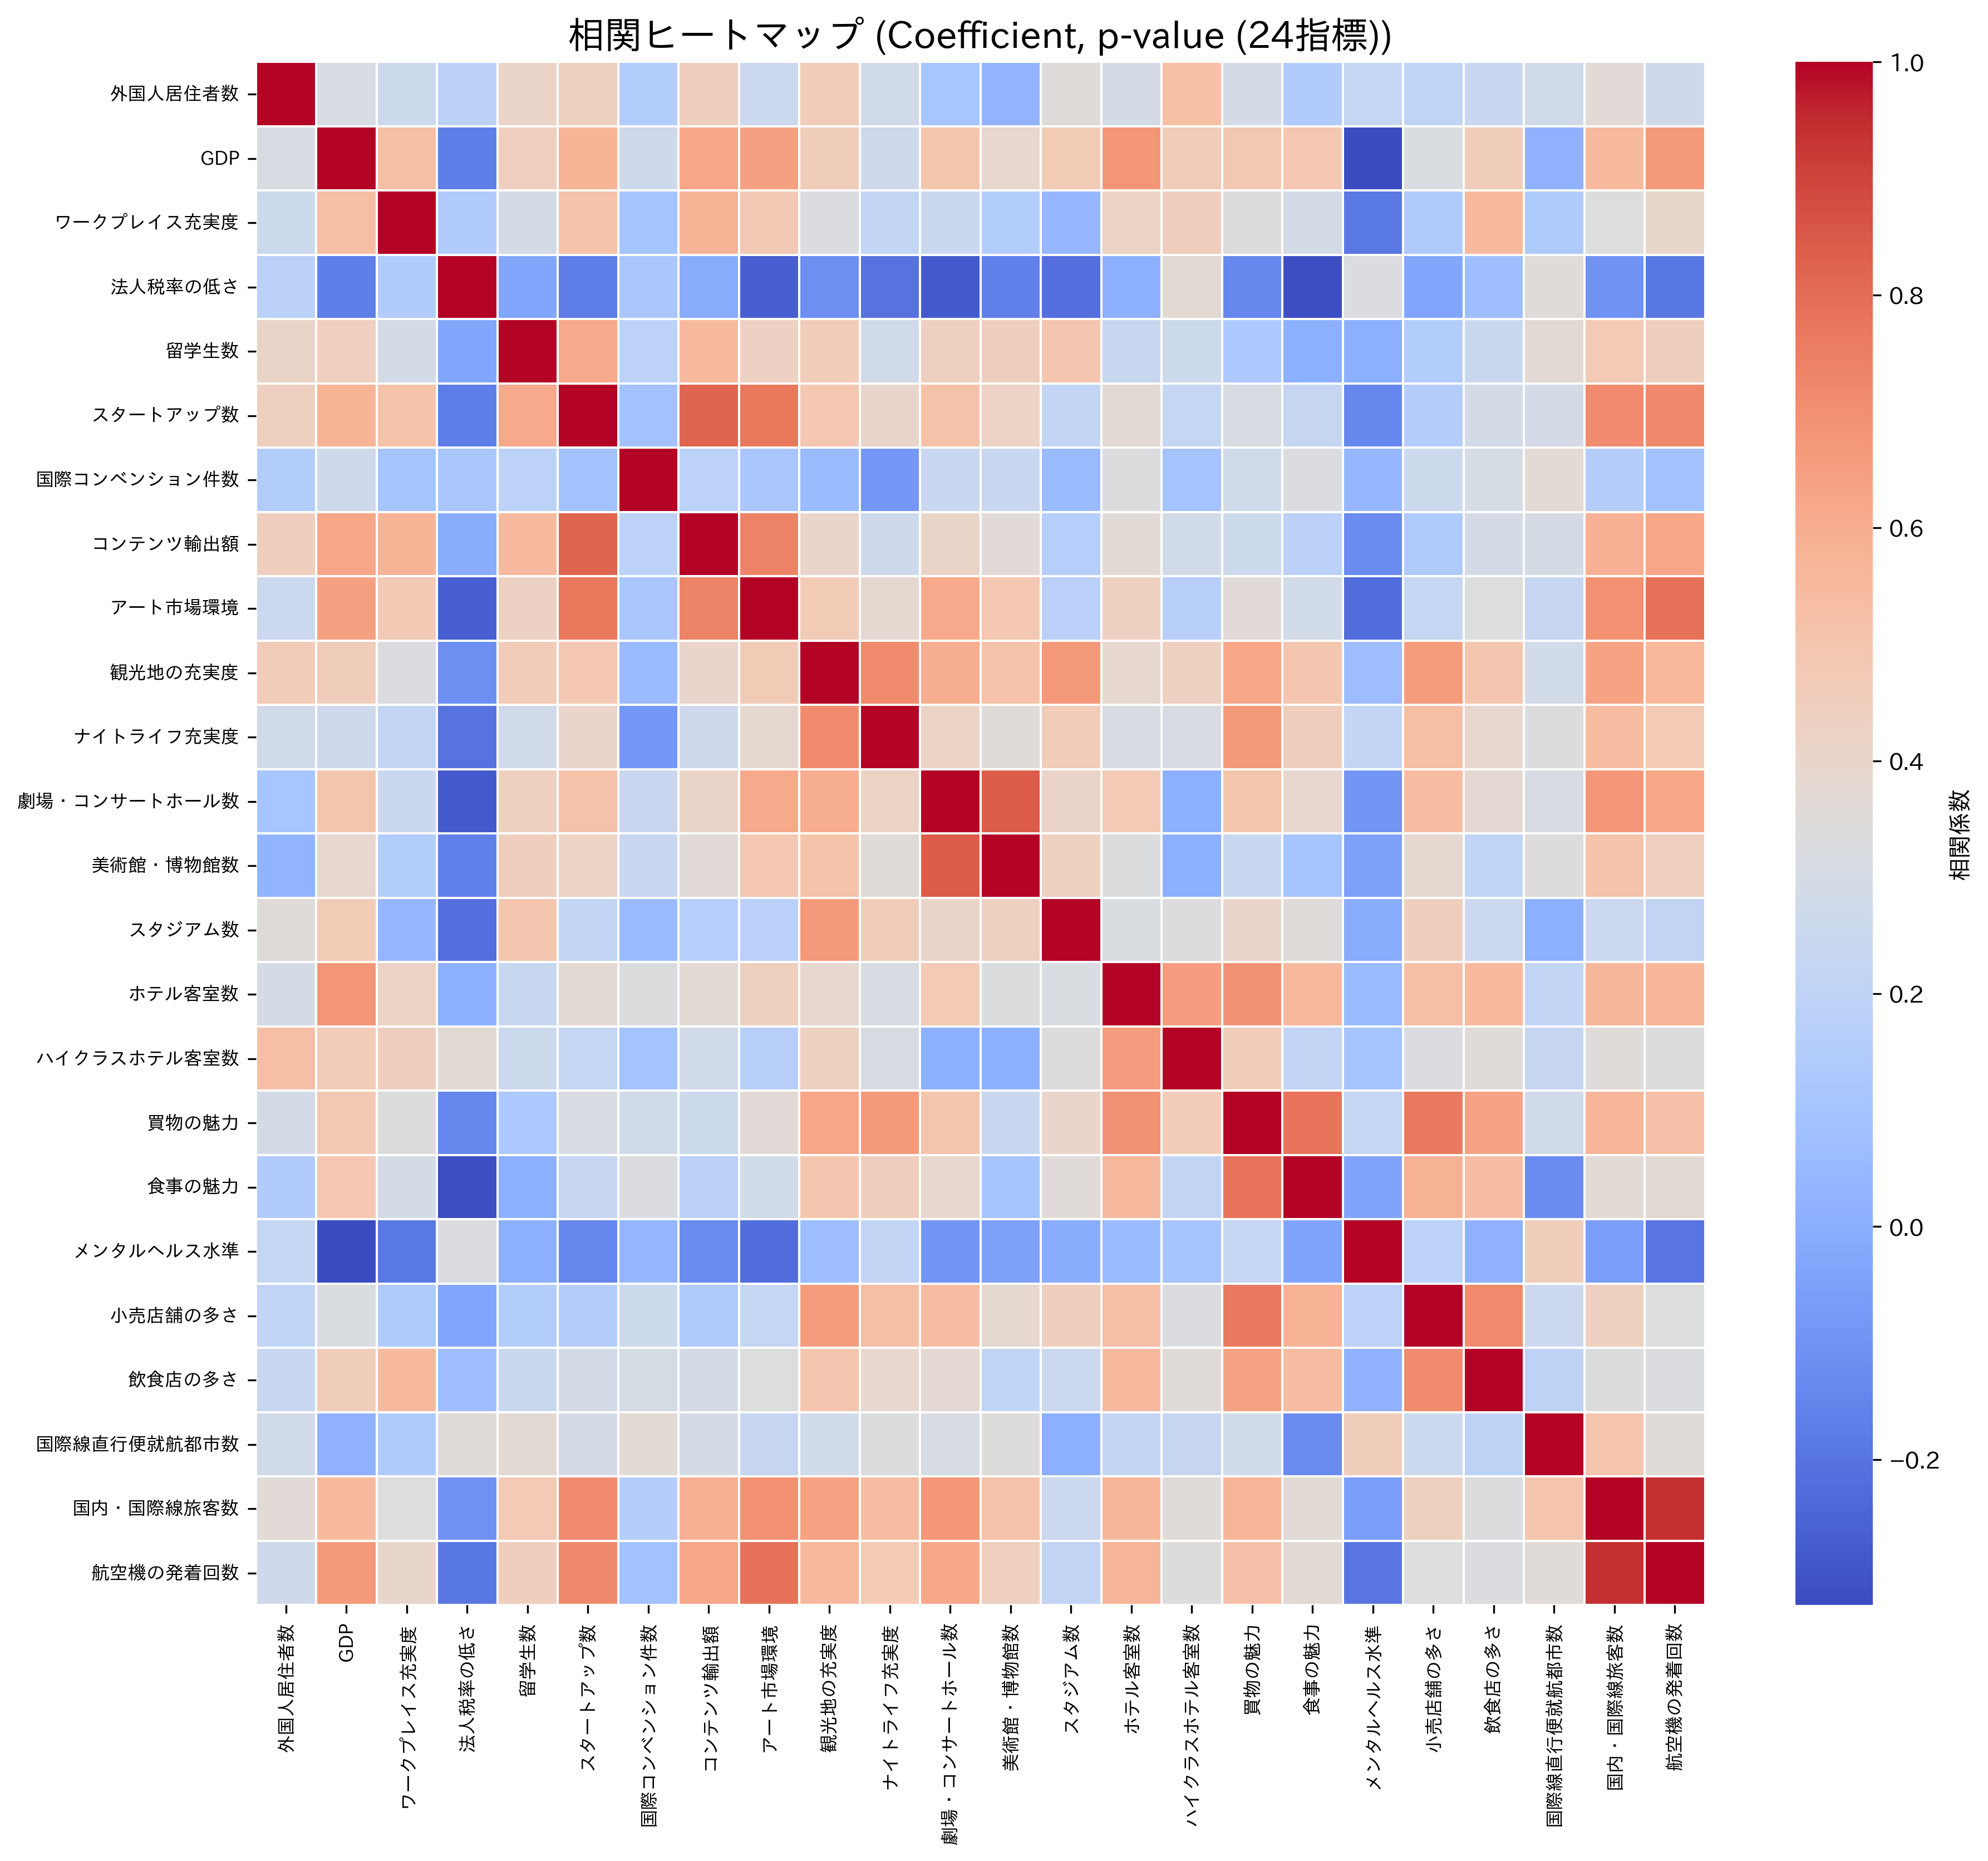 相関ヒートマップ (Coefficient, p-value (24指標))
外国人居住者数
GDP
ワークプレイス充実度
法人税率の低さ
留学生数
スタートアップ数
国際コンベンション件数
コンテンツ輸出額
アート市場環境
観光地の充実度
ナイトライフ充実度
劇場・コンサートホール数
美術館・博物館数
スタジアム数
ホテル客室数
ハイクラスホテル客室数
買物の魅力
食事の魅力
メンタルヘルス水準
小売店舗の多さ
飲食店の多さ
国際線直行便就航都市数
国内・国際線旅客数
航空機の発着回数
外国人居住者数
GDP
ワークプレイス充実度
法人税率の低さ
留学生数
スタートアップ数
国際コンベンション件数
コンテンツ輸出額
アート市場環境
観光地の充実度
ナイトライフ充実度
劇場・コンサートホール数
美術館・博物館数
スタジアム数
ホテル客室数
ハイクラスホテル客室数
買物の魅力
食事の魅力
メンタルヘルス水準
小売店舗の多さ
飲食店の多さ
国際線直行便就航都市数
国内・国際線旅客数
航空機の発着回数
1.0
0.8
0.6
0.4
0.2
0.0
−0.2
相関係数